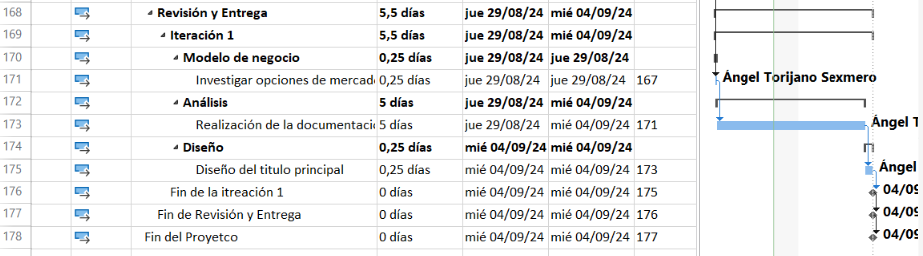 168 Revisión y Entrega 5,5 días jue 29/08/24 mié 04/09/24
169 Iteración 1 5,5 días jue 29/08/24 mié 04/09/24
170 Modelo de negocio 0,25 días jue 29/08/24 jue 29/08/24
171 Investigar opciones de mercad 0,25 días jue 29/08/24 jue 29/08/24 167 Ángel Torijano Sexmero
172 Análisis 5 días jue 29/08/24 mié 04/09/24
173 Realización de la documentaci 5 días jue 29/08/24 mié 04/09/24 171 Ángel T
174 Diseño 0,25 días mié 04/09/24 mié 04/09/24
175 Diseño del titulo principal 0,25 días mié 04/09/24 mié 04/09/24 173 Ángel
176 Fin de la itreación 1 0 días mié 04/09/24 mié 04/09/24 175 04/09
177 Fin de Revisión y Entrega 0 días mié 04/09/24 mié 04/09/24 176 04/09
178 Fin del Proyetco 0 días mié 04/09/24 mié 04/09/24 177 04/09